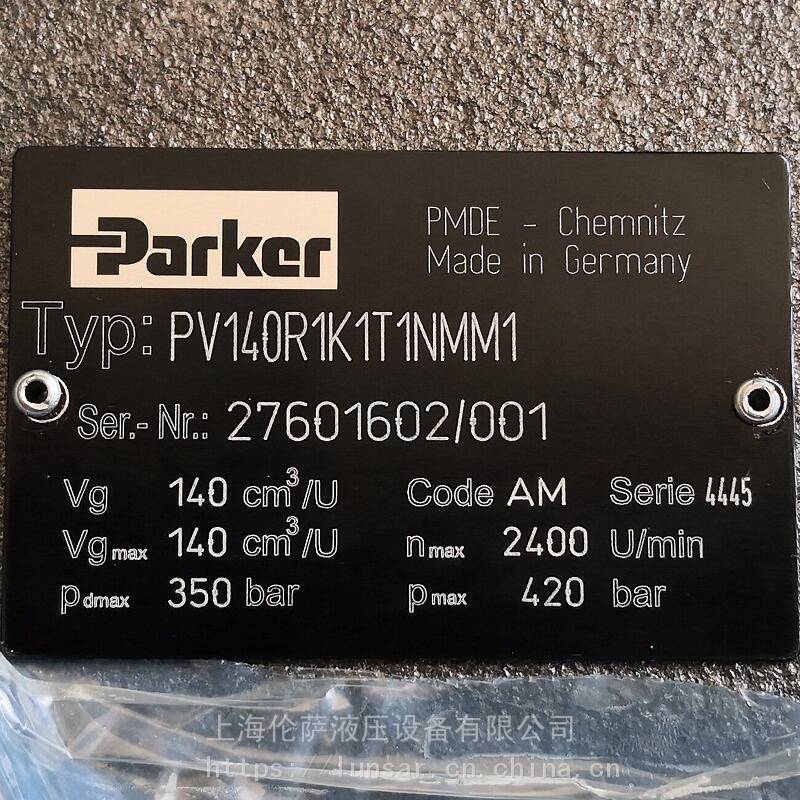 Parker
PMDE - Chemnitz
Made in Germany
Typ: PV140R1K1T1NMM1
Ser.- Nr.: 27601602/001
Vg 140 cm³/U Code AM Serie 4445
Vg max 140 cm³/U n max 2400 U/min
p dmax 350 bar p max 420 bar
上海伦萨液压设备有限公司
https://lunsar.cn.china.cn